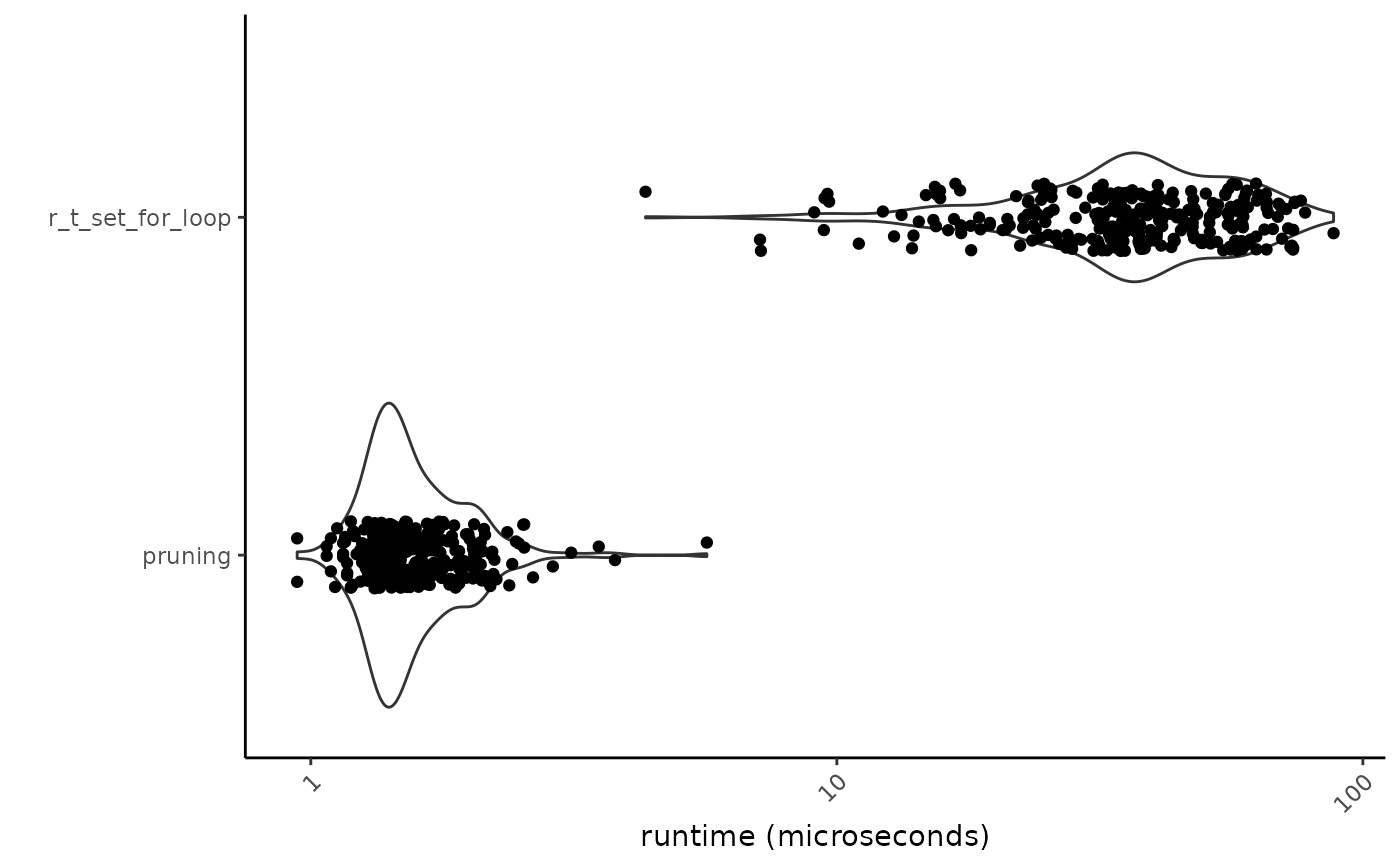 r_t_set_for_loop
pruning
1
10
100
runtime (microseconds)